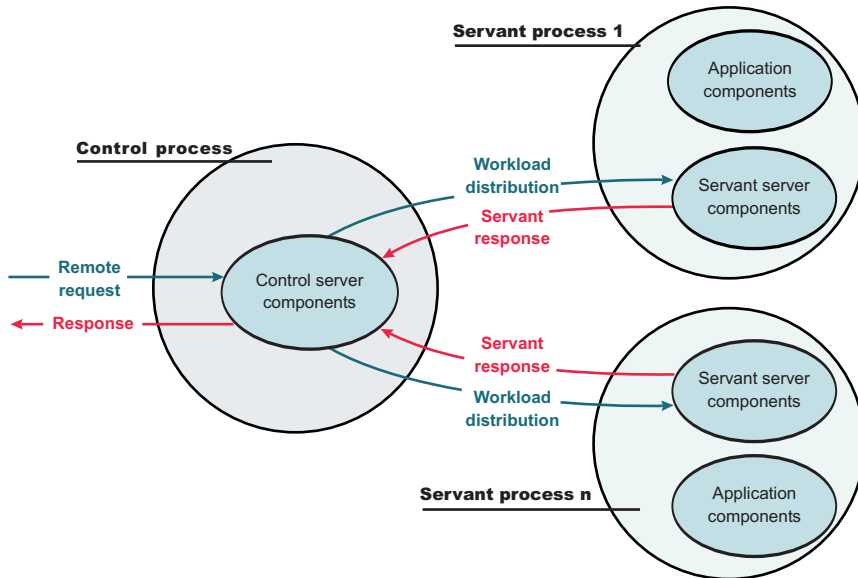 Servant process 1
Application
components
Control process
Workload
distribution
Servant server
components
Servant
response
Remote
request
Control server
components
Response
Servant
response
Servant server
components
Workload
distribution
Servant process n
Application
components